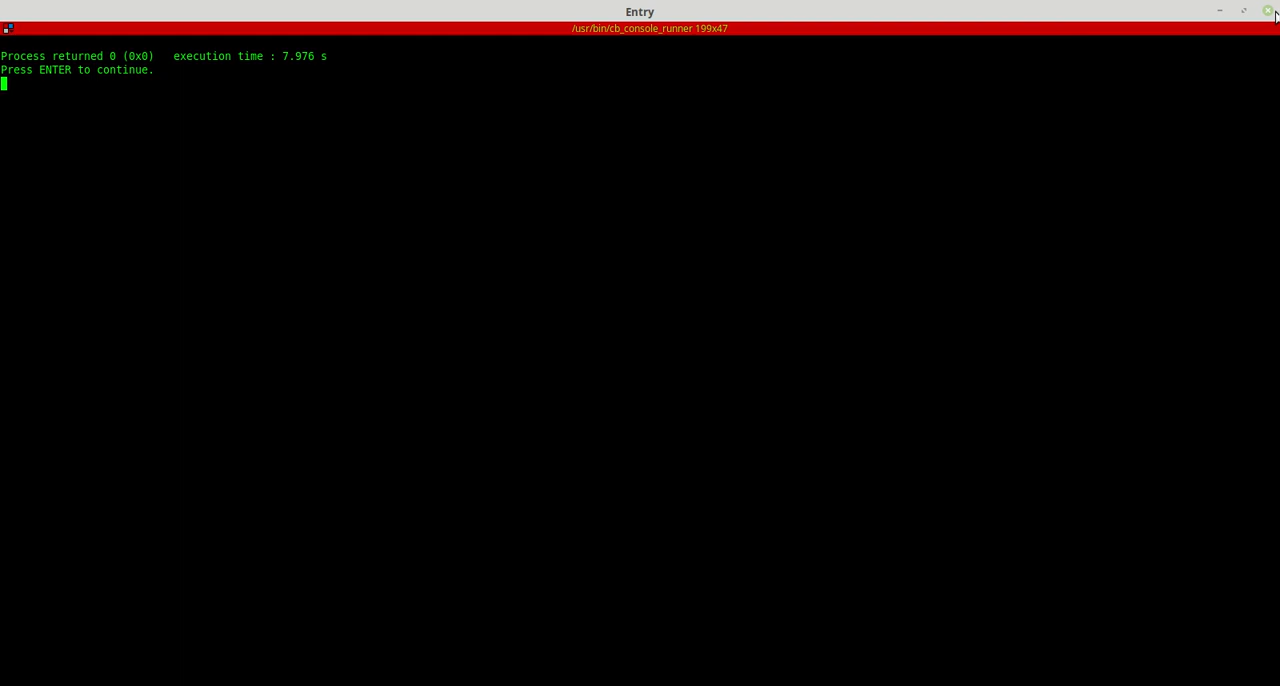 Entry
/usr/bin/cb_console_runner 199x47
Process returned 0 (0x0)   execution time : 7.976 s
Press ENTER to continue.